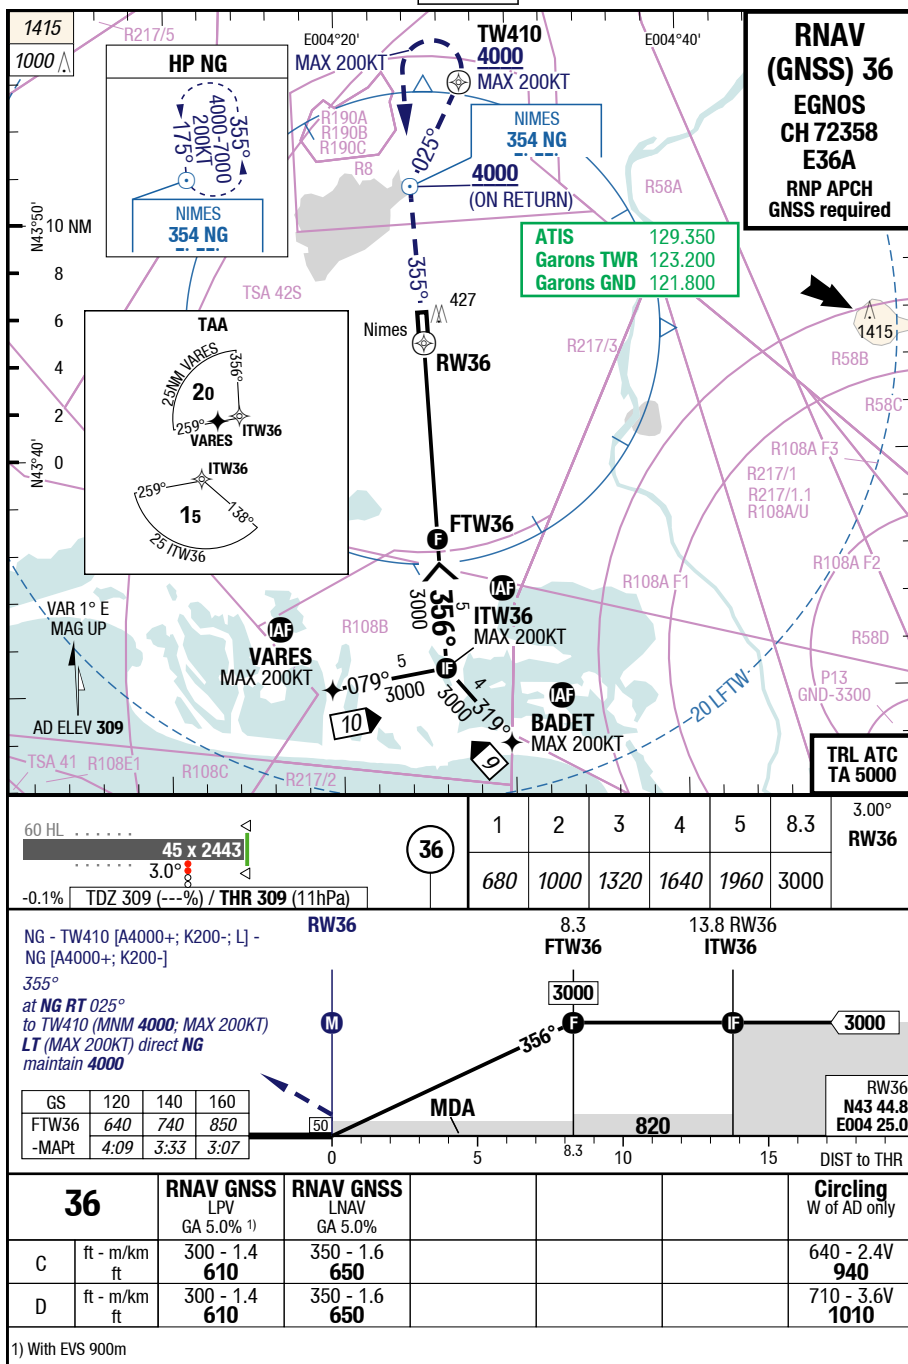 1415
1000
R217/5
E004°20'
TW410
4000
MAX 200KT
MAX 200KT
E004°40'
RNAV
(GNSS) 36
EGNOS
CH 72358
E36A
RNP APCH
GNSS required
HP NG
355°
4000-7000
200KT
175°
NIMES
354 NG
R190A
R190B
R190C
R8
025°
NIMES
354 NG
4000
(ON RETURN)
R58A
N43°50'
10 NM
8
6
4
2
0
N43°40'
ATIS 129.350
Garons TWR 123.200
Garons GND 121.800
TSA 42S
355°
427
Nimes
RW36
R217/3
1415
R58B
R58C
TAA
25NM VARES
356°
20
259°
VARES
ITW36
ITW36
259°
138°
15
25 ITW36
R108A F3
R217/1
R217/1.1
R108A/U
FTW36
F
R108A F2
R108A F1
IAF
ITW36
MAX 200KT
5
356°
3000
R108B
VAR 1° E
MAG UP
IAF
VARES
MAX 200KT
R58D
IF
079°
5
3000
4
319°
3000
IAF
BADET
MAX 200KT
P13
GND-3300
20 LFTW
10
9
AD ELEV 309
TSA 41
R108E1
R108C
R217/2
TRL ATC
TA 5000
60 HL
45 x 2443
3.0°
-0.1%
TDZ 309 (---%) / THR 309 (11hPa)
36
1 2 3 4 5 8.3 3.00°
RW36
680 1000 1320 1640 1960 3000
NG - TW410 [A4000+; K200-; L] -
NG [A4000+; K200-]
355°
at NG RT 025°
to TW410 (MNM 4000; MAX 200KT)
LT (MAX 200KT) direct NG
maintain 4000
RW36
8.3
FTW36
13.8 RW36
ITW36
3000
M
F
IF
356°
3000
GS 120 140 160
FTW36 640 740 850
-MAPt 4:09 3:33 3:07
50
MDA
820
RW36
N43 44.8
E004 25.0
0 5 8.3 10 15 DIST to THR
36
RNAV GNSS
LPV
GA 5.0% 1)
RNAV GNSS
LNAV
GA 5.0%
Circling
W of AD only
C ft - m/km 300 - 1.4 350 - 1.6 640 - 2.4V
ft 610 650 940
D ft - m/km 300 - 1.4 350 - 1.6 710 - 3.6V
ft 610 650 1010
1) With EVS 900m